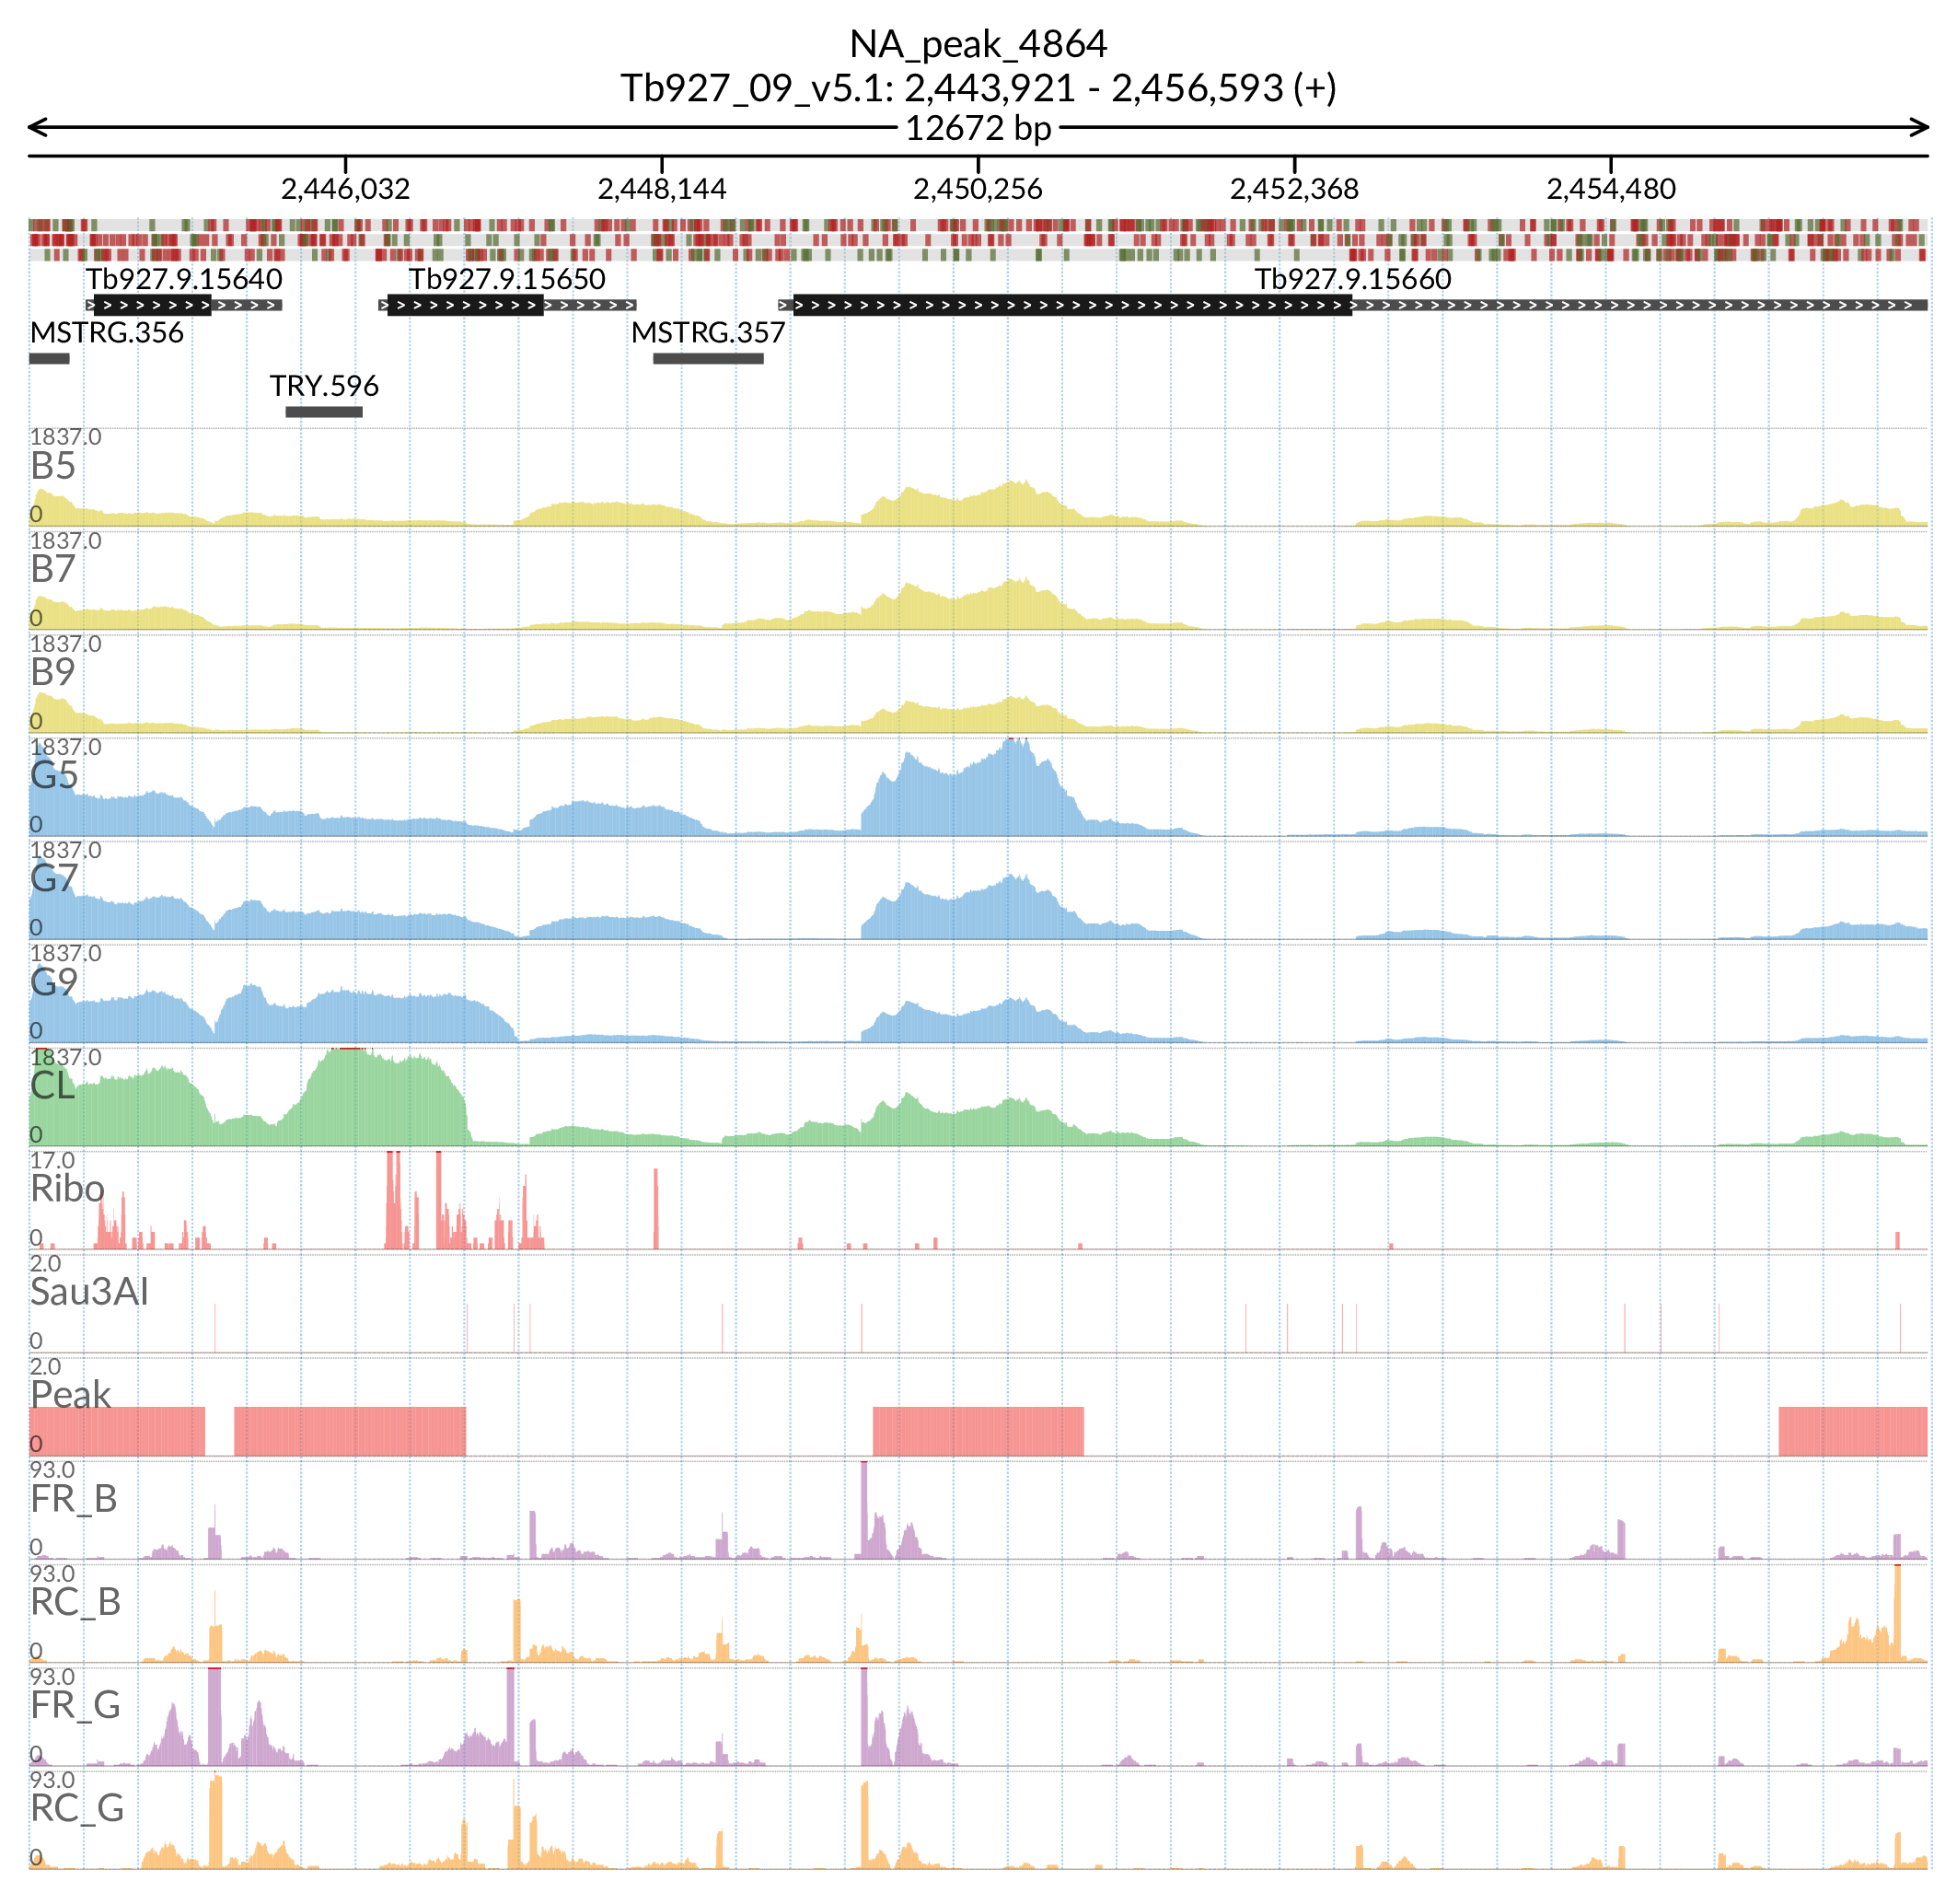 NA_peak_4864
Tb927_09_v5.1: 2,443,921 - 2,456,593 (+)
12672 bp
2,446,032 2,448,144 2,450,256 2,452,368 2,454,480
Tb927.9.15640 Tb927.9.15650 Tb927.9.15660
MSTRG.356 MSTRG.357
TRY.596
1837.0
B5
0
1837.0
B7
0
1837.0
B9
0
1837.0
G5
0
1837.0
G7
0
1837.0
G9
0
1837.0
CL
0
17.0
Ribo
0
2.0
Sau3AI
0
2.0
Peak
0
93.0
FR_B
0
93.0
RC_B
0
93.0
FR_G
0
93.0
RC_G
0